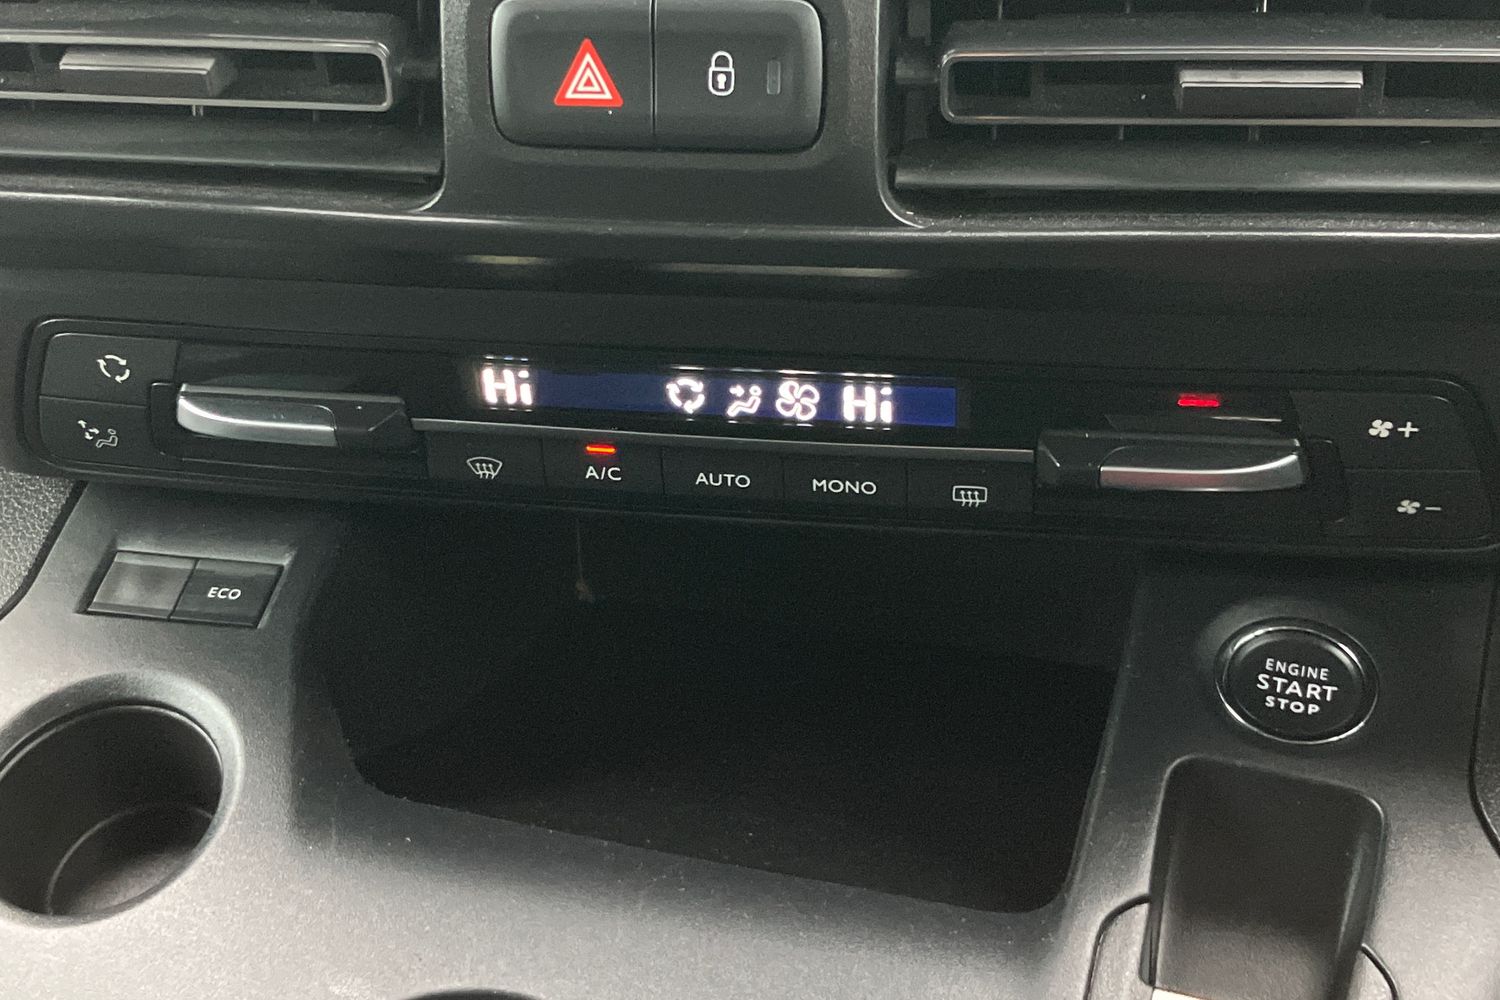 Hi Hi
A/C AUTO MONO
ECO
ENGINE
START
STOP